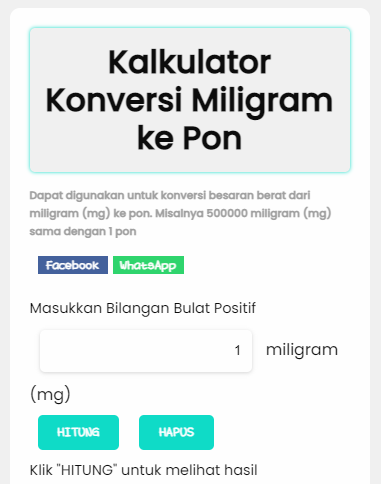 Kalkulator
Konversi Miligram
ke Pon
Dapat digunakan untuk konversi besaran berat dari
miligram (mg) ke pon. Misalnya 500000 miligram (mg)
sama dengan 1 pon
Facebook WhatsApp
Masukkan Bilangan Bulat Positif
1 miligram
(mg)
HITUNG HAPUS
Klik "HITUNG" untuk melihat hasil